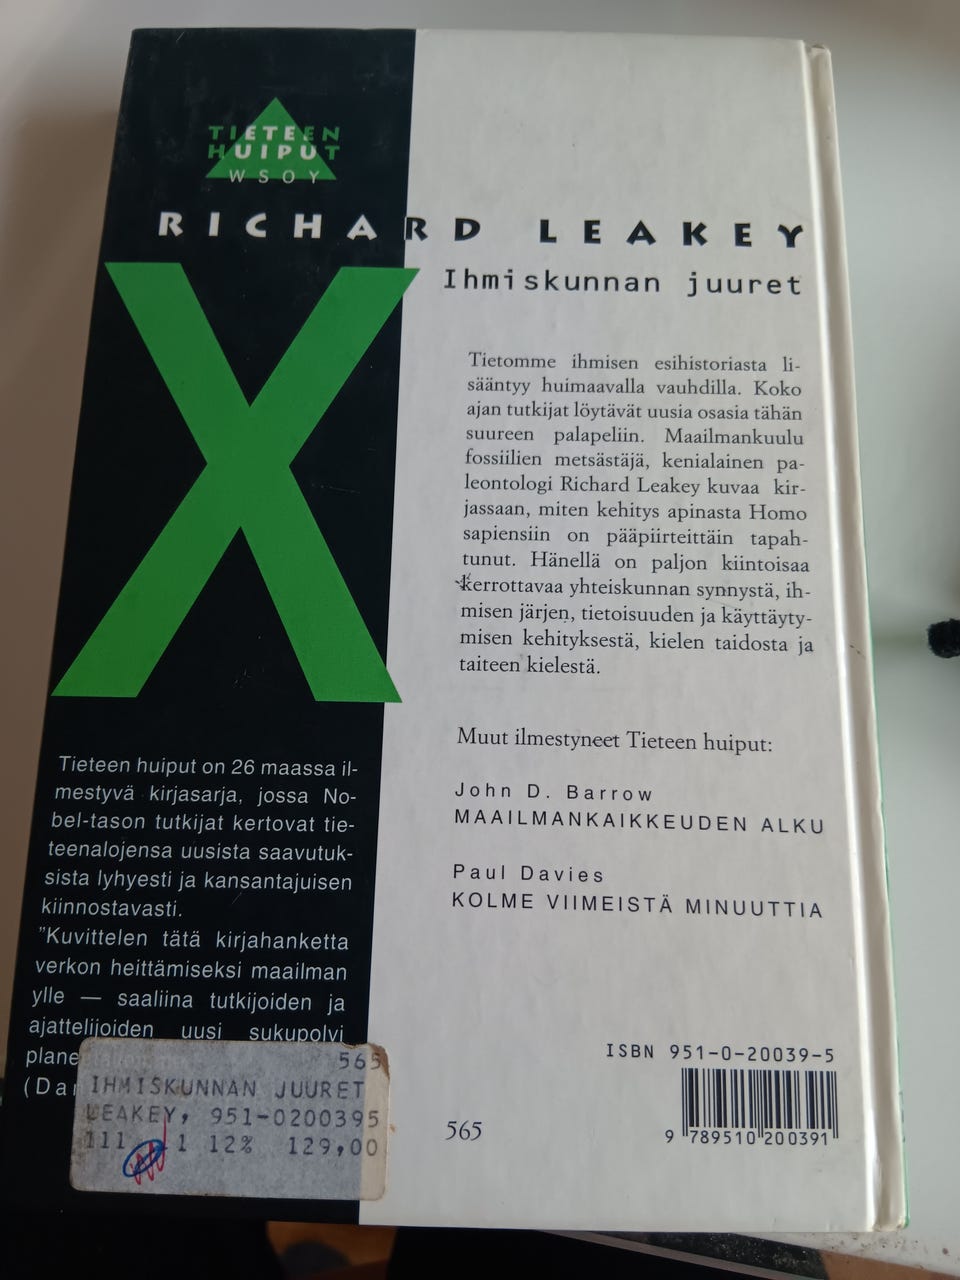 TIETEEN
HUIPUT
WSOY
RICHARD LEAKEY
X
Ihmiskunnan juuret
Tietomme ihmisen esihistoriasta li-
sääntyy huimaavalla vauhdilla. Koko
ajan tutkijat löytävät uusia osasia tähän
suureen palapeliin. Maailmankuulu
fossiilien metsästäjä, kenialainen pa-
leontologi Richard Leakey kuvaa kir-
jassaan, miten kehitys apinasta Homo
sapiensiin on pääpiirteittäin tapah-
tunut. Hänellä on paljon kiintoisaa
kerrottavaa yhteiskunnan synnystä, ih-
misen järjen, tietoisuuden ja käyttäyty-
misen kehityksestä, kielen taidosta ja
taiteen kielestä.
Muut ilmestyneet Tieteen huiput:
John D. Barrow
MAAILMANKAIKKEUDEN ALKU
Paul Davies
KOLME VIIMEISTÄ MINUUTTIA
Tieteen huiput on 26 maassa il-
mestyvä kirjasarja, jossa No-
bel-tason tutkijat kertovat tie-
teenalojensa uusista saavutuk-
sista lyhyesti ja kansantajuisen
kiinnostavasti.
"Kuvittelen tätä kirjahanketta
verkon heittämiseksi maailman
ylle — saaliina tutkijoiden ja
ajattelijoiden uusi sukupolvi
plane
(Da
565
IHMISKUNNAN JUURET
LEAKEY, 951-0200395
111 1 12% 129,00
565
ISBN 951-0-20039-5
9 789510 200391